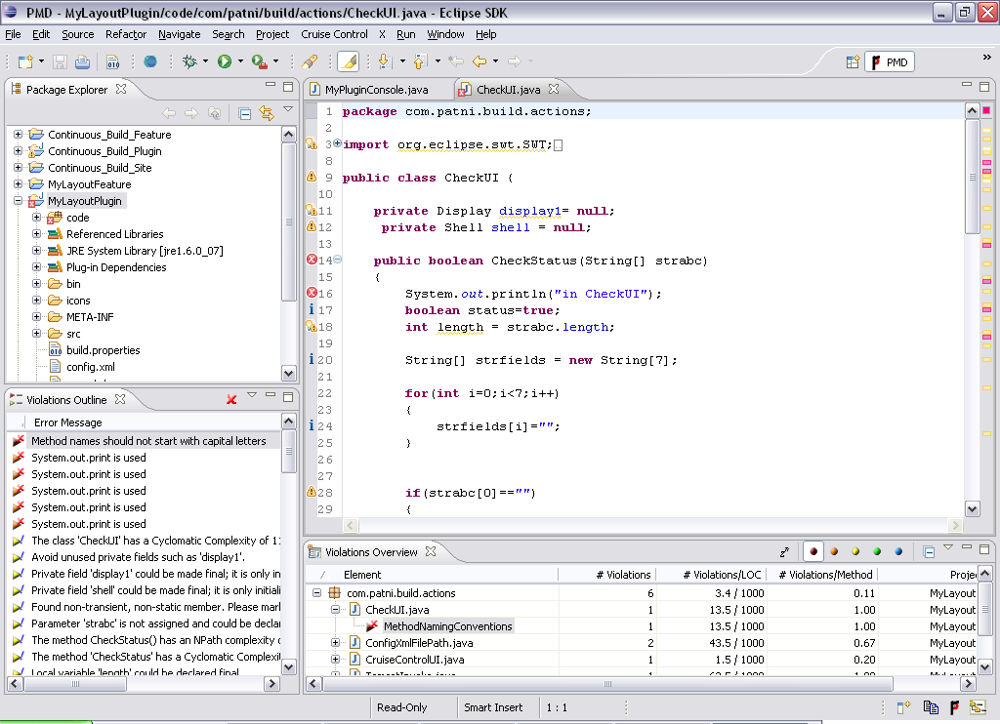 PMD - MyLayoutPlugin/code/com/patni/build/actions/CheckUI.java - Eclipse SDK
File Edit Source Refactor Navigate Search Project Cruise Control X Run Window Help
PMD
Package Explorer
Continuous_Build_Feature
Continuous_Build_Plugin
Continuous_Build_Site
MyLayoutFeature
MyLayoutPlugin
code
Referenced Libraries
JRE System Library [jre1.6.0_07]
Plug-in Dependencies
bin
icons
META-INF
src
build.properties
config.xml
MyPluginConsole.java
CheckUI.java
1 package com.patni.build.actions;
2
3 import org.eclipse.swt.SWT;
8
9 public class CheckUI {
10
11 private Display display1= null;
12 private Shell shell = null;
13
14 public boolean CheckStatus(String[] strabc)
15 {
16 System.out.println("in CheckUI");
17 boolean status=true;
18 int length = strabc.length;
19
20 String[] strfields = new String[7];
21
22 for(int i=0;i<7;i++)
23 {
24 strfields[i]="";
25 }
26
27
28 if(strabc[0]=="")
29 {
Violations Outline
Error Message
Method names should not start with capital letters
System.out.print is used
System.out.print is used
System.out.print is used
System.out.print is used
System.out.print is used
The class 'CheckUI' has a Cyclomatic Complexity of 1
Avoid unused private fields such as 'display1'.
Private field 'display1' could be made final; it is only in
Private field 'shell' could be made final; it is only initiali
Found non-transient, non-static member. Please mark
Parameter 'strabc' is not assigned and could be declar
The method CheckStatus() has an NPath complexity o
The method 'CheckStatus' has a Cyclomatic Complexit
Local variable 'length' could be declared final
Violations Overview
/ Element # Violations # Violations/LOC # Violations/Method Projec
com.patni.build.actions 6 3.4 / 1000 0.11 MyLayout
CheckUI.java 1 13.5 / 1000 1.00 MyLayout
MethodNamingConventions 1 13.5 / 1000 1.00 MyLayout
ConfigXmlFilePath.java 2 43.5 / 1000 0.67 MyLayout
CruiseControlUI.java 1 1.5 / 1000 0.20 MyLayout
Read-Only Smart Insert 1 : 1